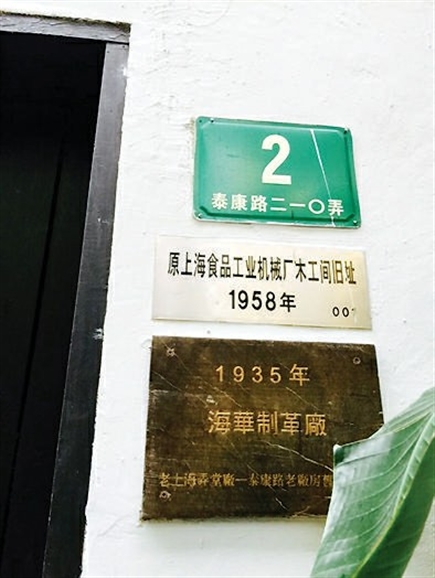 2
泰康路二一〇弄
原上海食品工业机械厂木工间旧址
1958年
00
1935年
海華制革廠
老上海弄堂廠—泰康路老廠房